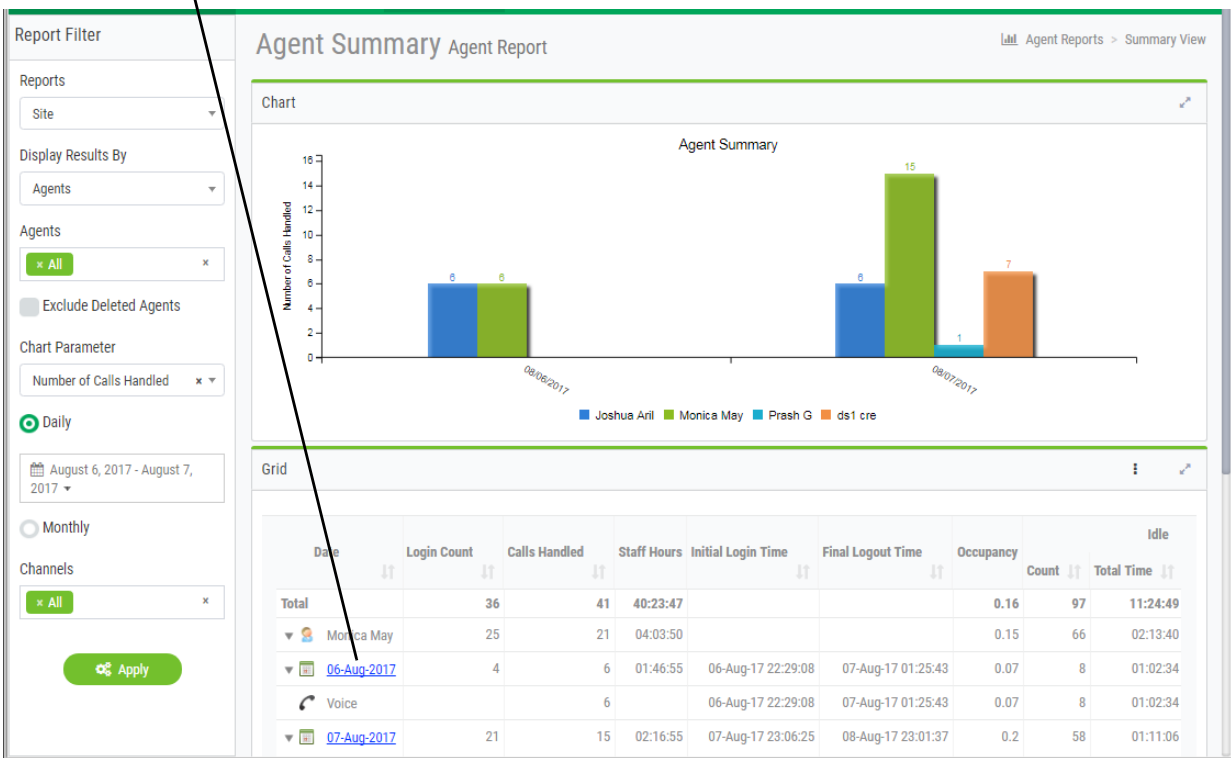 Report Filter
Agent Summary Agent Report
Agent Reports > Summary View
Reports
Site
Display Results By
Agents
Agents
× All ×
Exclude Deleted Agents
Chart Parameter
Number of Calls Handled ×
Daily
August 6, 2017 - August 7,
2017
Monthly
Channels
× All ×
Apply
Chart
Agent Summary
Number of Calls Handled
16
14
12
10
8
6
4
2
0
6 6
6 15 1 7
08/06/2017 08/07/2017
Joshua Aril Monica May Prash G ds1 cre
Grid
Idle
Date Login Count Calls Handled Staff Hours Initial Login Time Final Logout Time Occupancy
Count Total Time
Total 36 41 40:23:47 0.16 97 11:24:49
Monica May 25 21 04:03:50 0.15 66 02:13:40
06-Aug-2017 4 6 01:46:55 06-Aug-17 22:29:08 07-Aug-17 01:25:43 0.07 8 01:02:34
Voice 6 06-Aug-17 22:29:08 07-Aug-17 01:25:43 0.07 8 01:02:34
07-Aug-2017 21 15 02:16:55 07-Aug-17 23:06:25 08-Aug-17 23:01:37 0.2 58 01:11:06